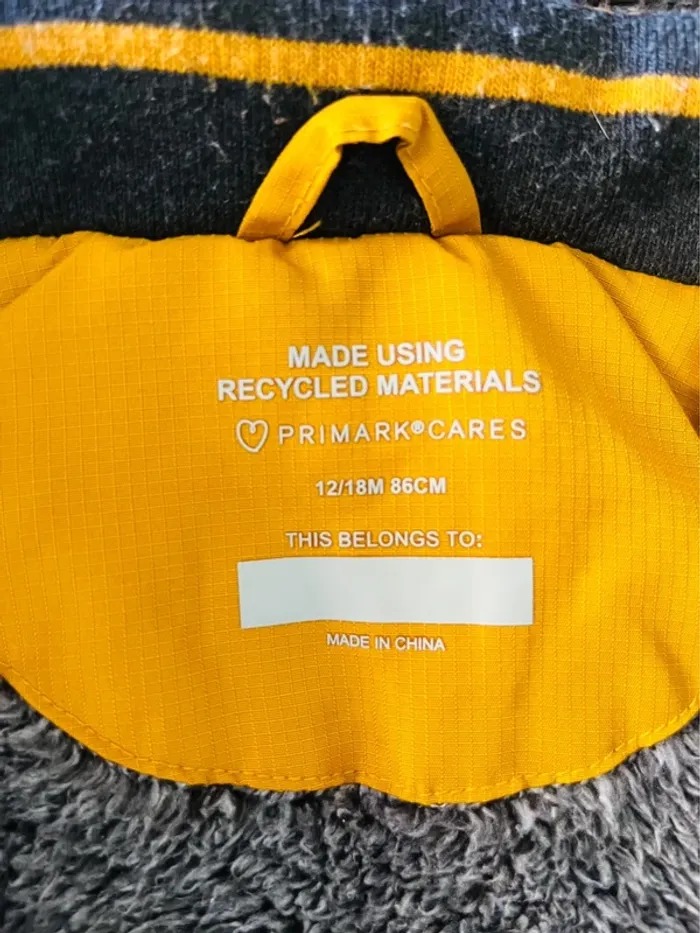 MADE USING
RECYCLED MATERIALS
PRIMARK®CARES
12/18M 86CM
THIS BELONGS TO:
MADE IN CHINA